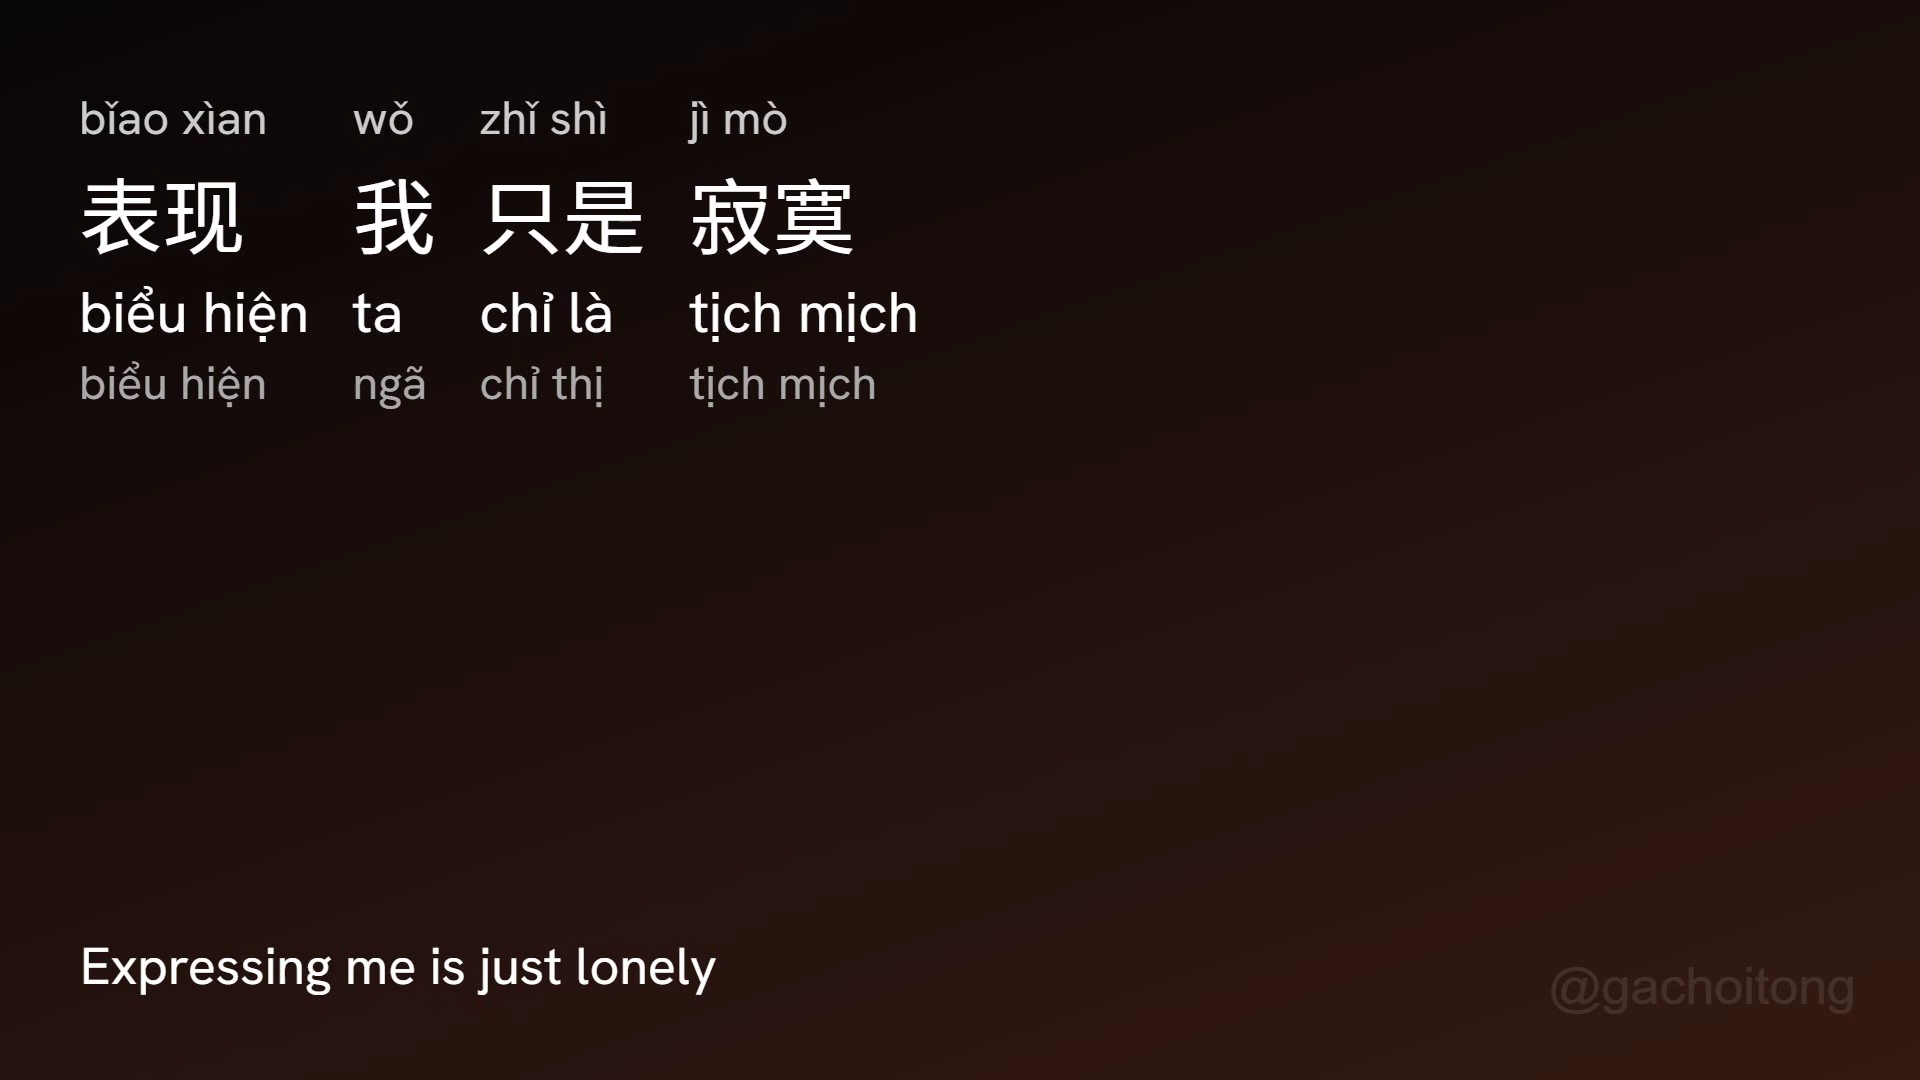 bǐao xìan wǒ zhǐ shì jì mò
表现 我 只是 寂寞
biểu hiện ta chỉ là tịch mịch
biểu hiện ngã chỉ thị tịch mịch
Expressing me is just lonely
@gachoitong